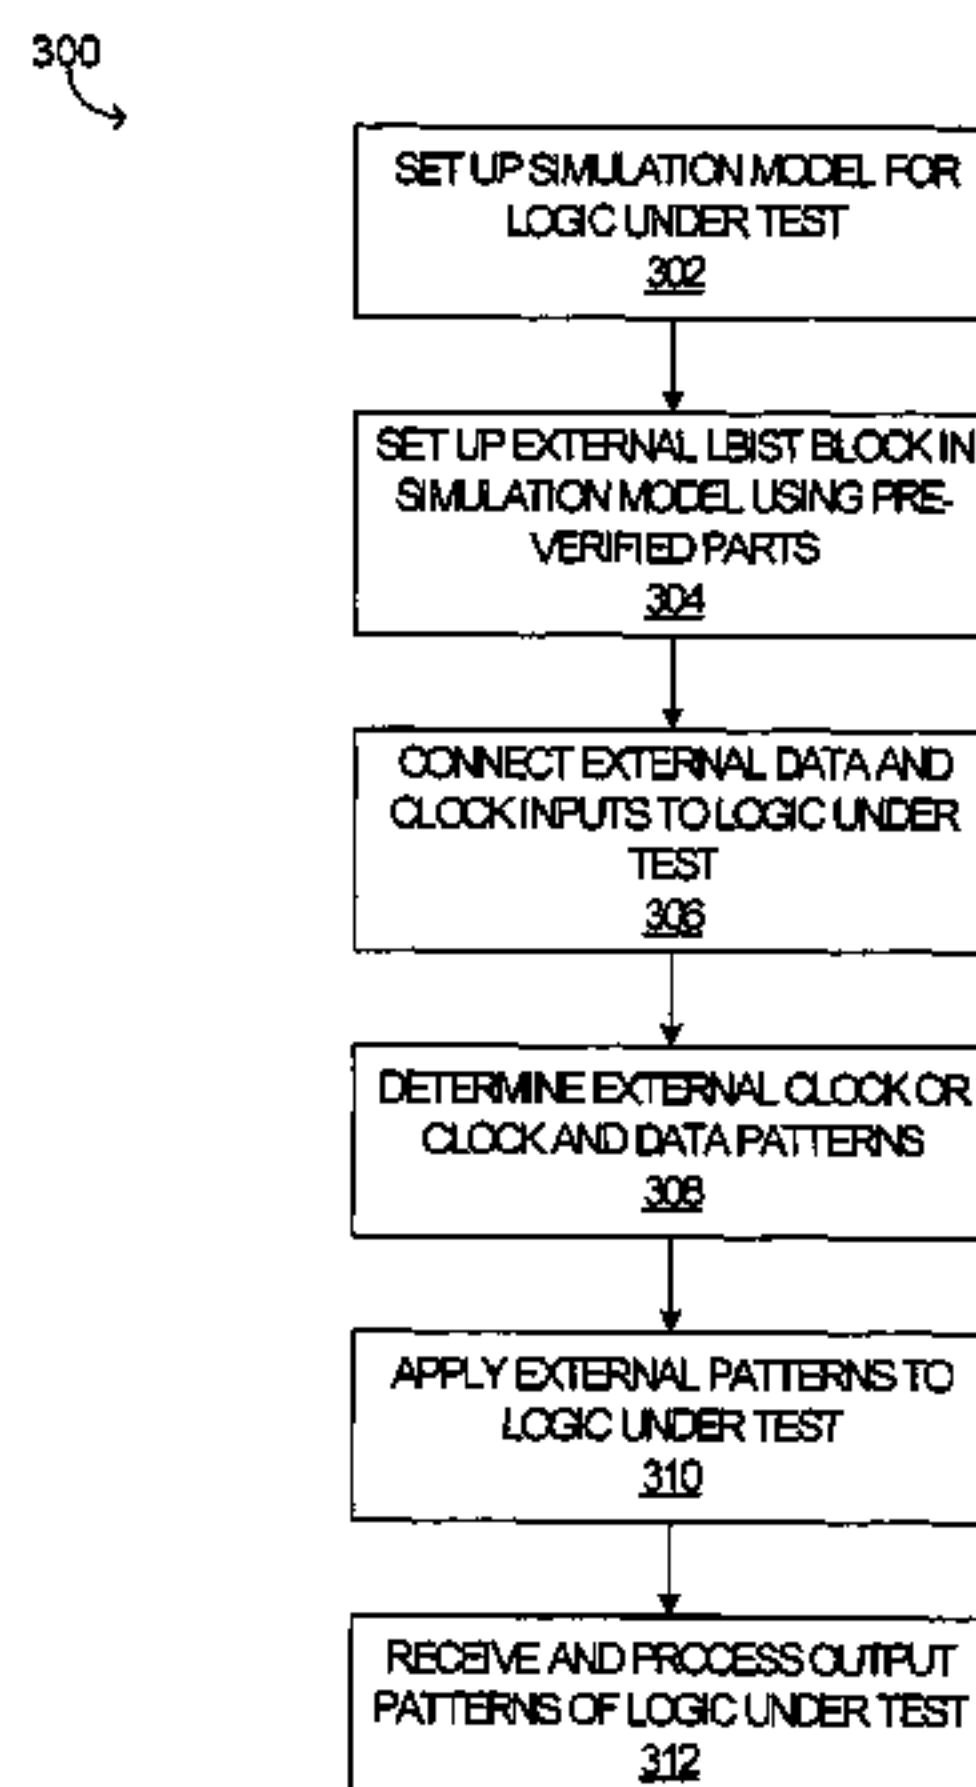 300
SET UP SIMULATION MODEL FOR
LOGIC UNDER TEST
302
SET UP EXTERNAL LBIST BLOCK IN
SIMULATION MODEL USING PRE-
VERIFIED PARTS
304
CONNECT EXTERNAL DATA AND
CLOCK INPUTS TO LOGIC UNDER
TEST
306
DETERMINE EXTERNAL CLOCK OR
CLOCK AND DATA PATTERNS
308
APPLY EXTERNAL PATTERNS TO
LOGIC UNDER TEST
310
RECEIVE AND PROCESS OUTPUT
PATTERNS OF LOGIC UNDER TEST
312